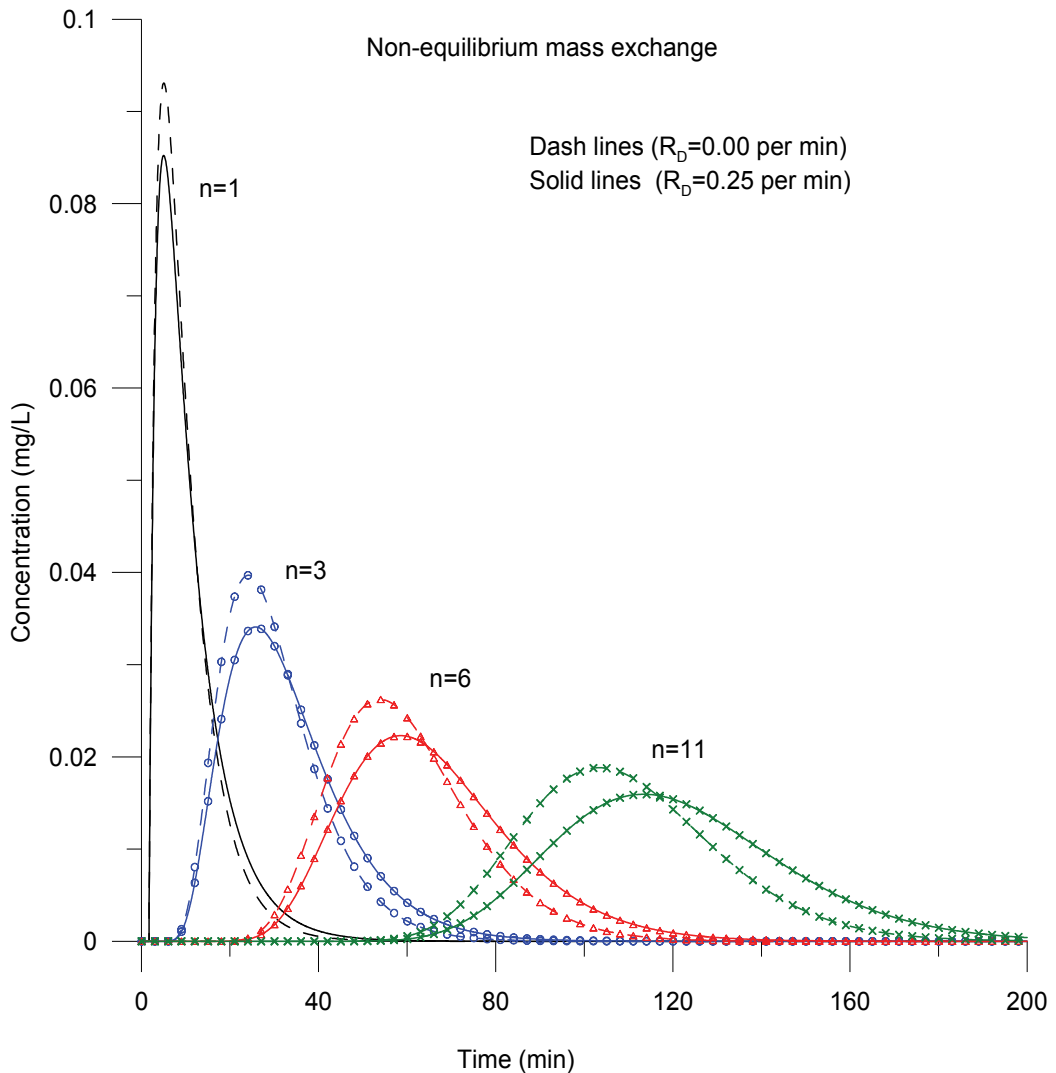 Non-equilibrium mass exchange
Dash lines (R_D=0.00 per min)
Solid lines (R_D=0.25 per min)
n=1
n=3
n=6
n=11
0.1
0.08
0.06
0.04
0.02
0
Concentration (mg/L)
0 40 80 120 160 200
Time (min)